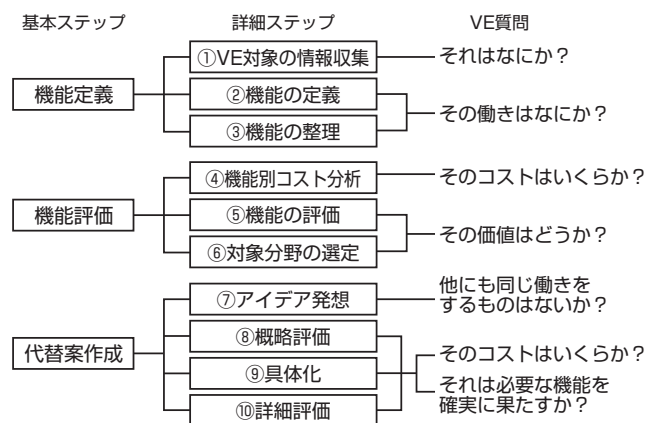 基本ステップ 詳細ステップ VE質問
①VE対象の情報収集 それはなにか？
機能定義 ②機能の定義
その働きはなにか？
③機能の整理
④機能別コスト分析 そのコストはいくらか？
機能評価 ⑤機能の評価
その価値はどうか？
⑥対象分野の選定
他にも同じ働きを
⑦アイデア発想 するものはないか？
⑧概略評価
代替案作成 そのコストはいくらか？
⑨具体化
それは必要な機能を
確実に果たすか？
⑩詳細評価